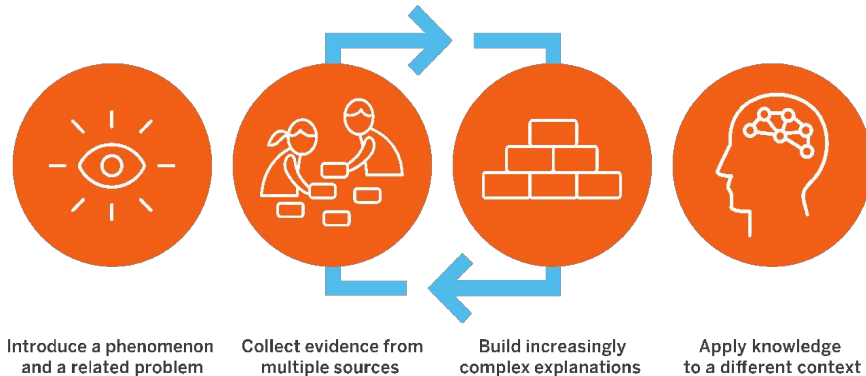 Introduce a phenomenon
and a related problem
Collect evidence from
multiple sources
Build increasingly
complex explanations
Apply knowledge
to a different context